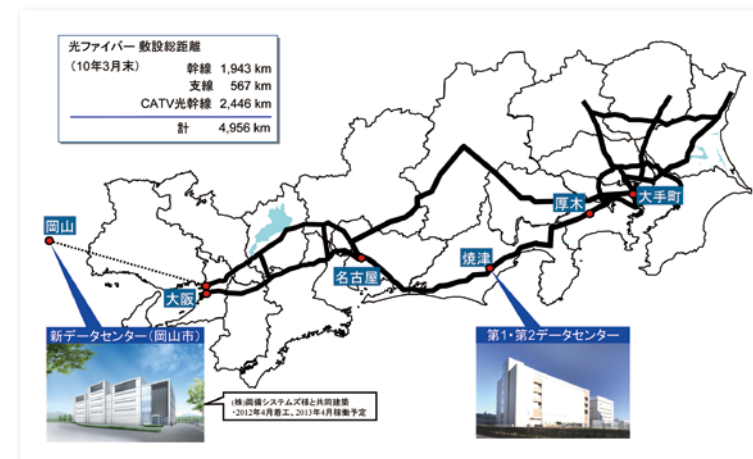 光ファイバー 敷設総距離
(10年3月末) 幹線 1,943 km
支線 567 km
CATV光幹線 2,446 km
計 4,956 km
大手町
厚木
岡山
焼津
名古屋
大阪
新データセンター(岡山市)
第1・第2データセンター
(株)両備システムズ様と共同建築
・2012年4月着工、2013年4月稼働予定